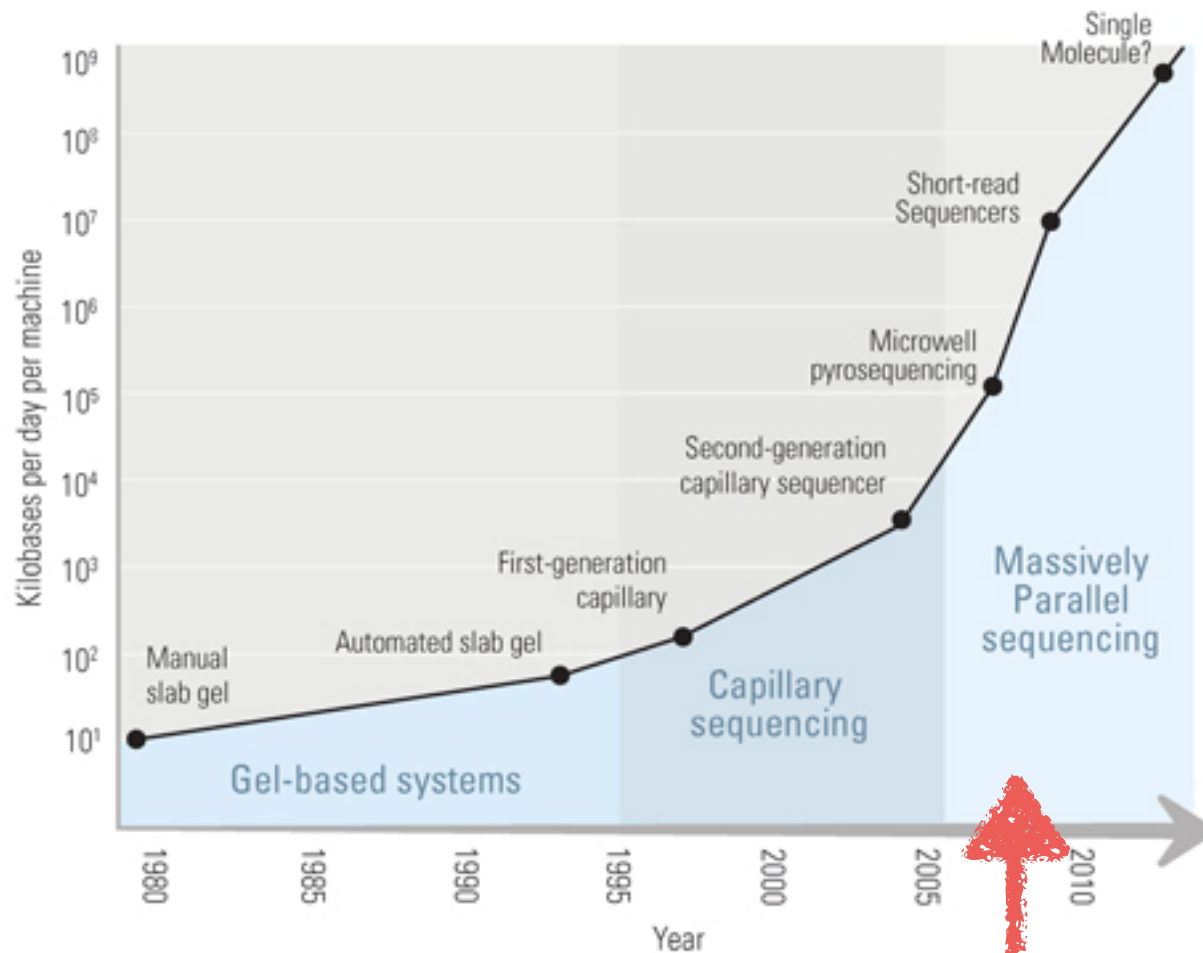 Single
Molecule?
10⁹
10⁸
Short-read
Sequencers
10⁷
10⁶
Microwell
pyrosequencing
10⁵
Second-generation
capillary sequencer
10⁴
First-generation
capillary
10³
Massively
Parallel
sequencing
Automated slab gel
10²
Manual
slab gel
Capillary
sequencing
10¹
Gel-based systems
Kilobases per day per machine
1980
1985
1990
1995
2000
2005
2010
Year